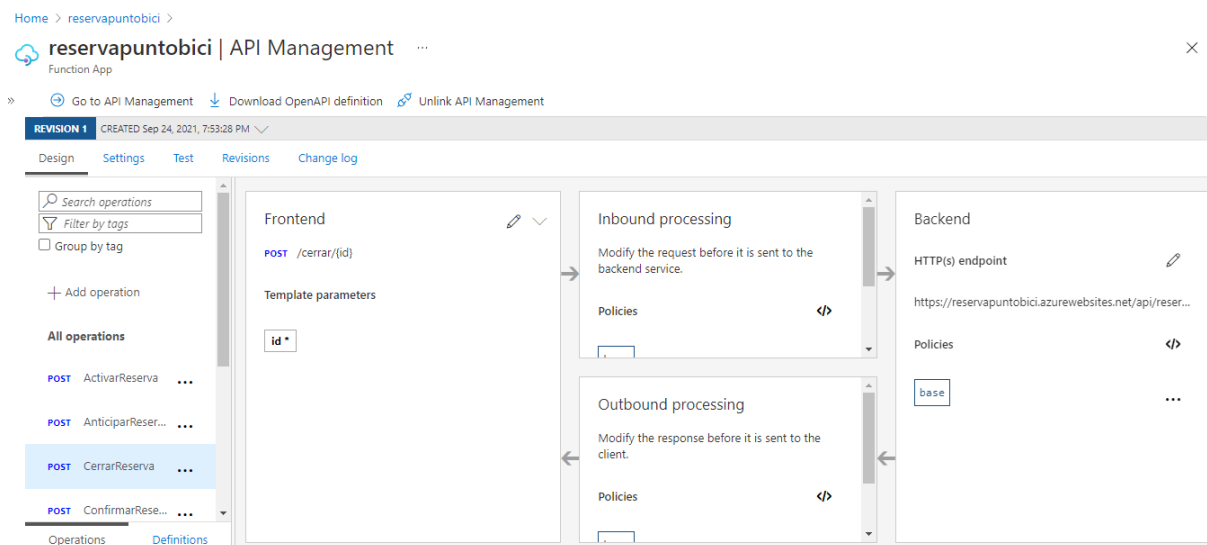 Home > reservapuntobici >
reservapuntobici | API Management ...
Function App
» Go to API Management Download OpenAPI definition Unlink API Management
REVISION 1 CREATED Sep 24, 2021, 7:53:28 PM
Design Settings Test Revisions Change log
Search operations
Filter by tags
Group by tag
+ Add operation
All operations
POST ActivarReserva ...
POST AnticiparReser... ...
POST CerrarReserva ...
POST ConfirmarRese... ...
Operations Definitions
Frontend
POST /cerrar/{id}
Template parameters
id *
Inbound processing
Modify the request before it is sent to the
backend service.
Policies </>
Outbound processing
Modify the response before it is sent to the
client.
Policies </>
Backend
HTTP(s) endpoint
https://reservapuntobici.azurewebsites.net/api/reser...
Policies </>
base ...